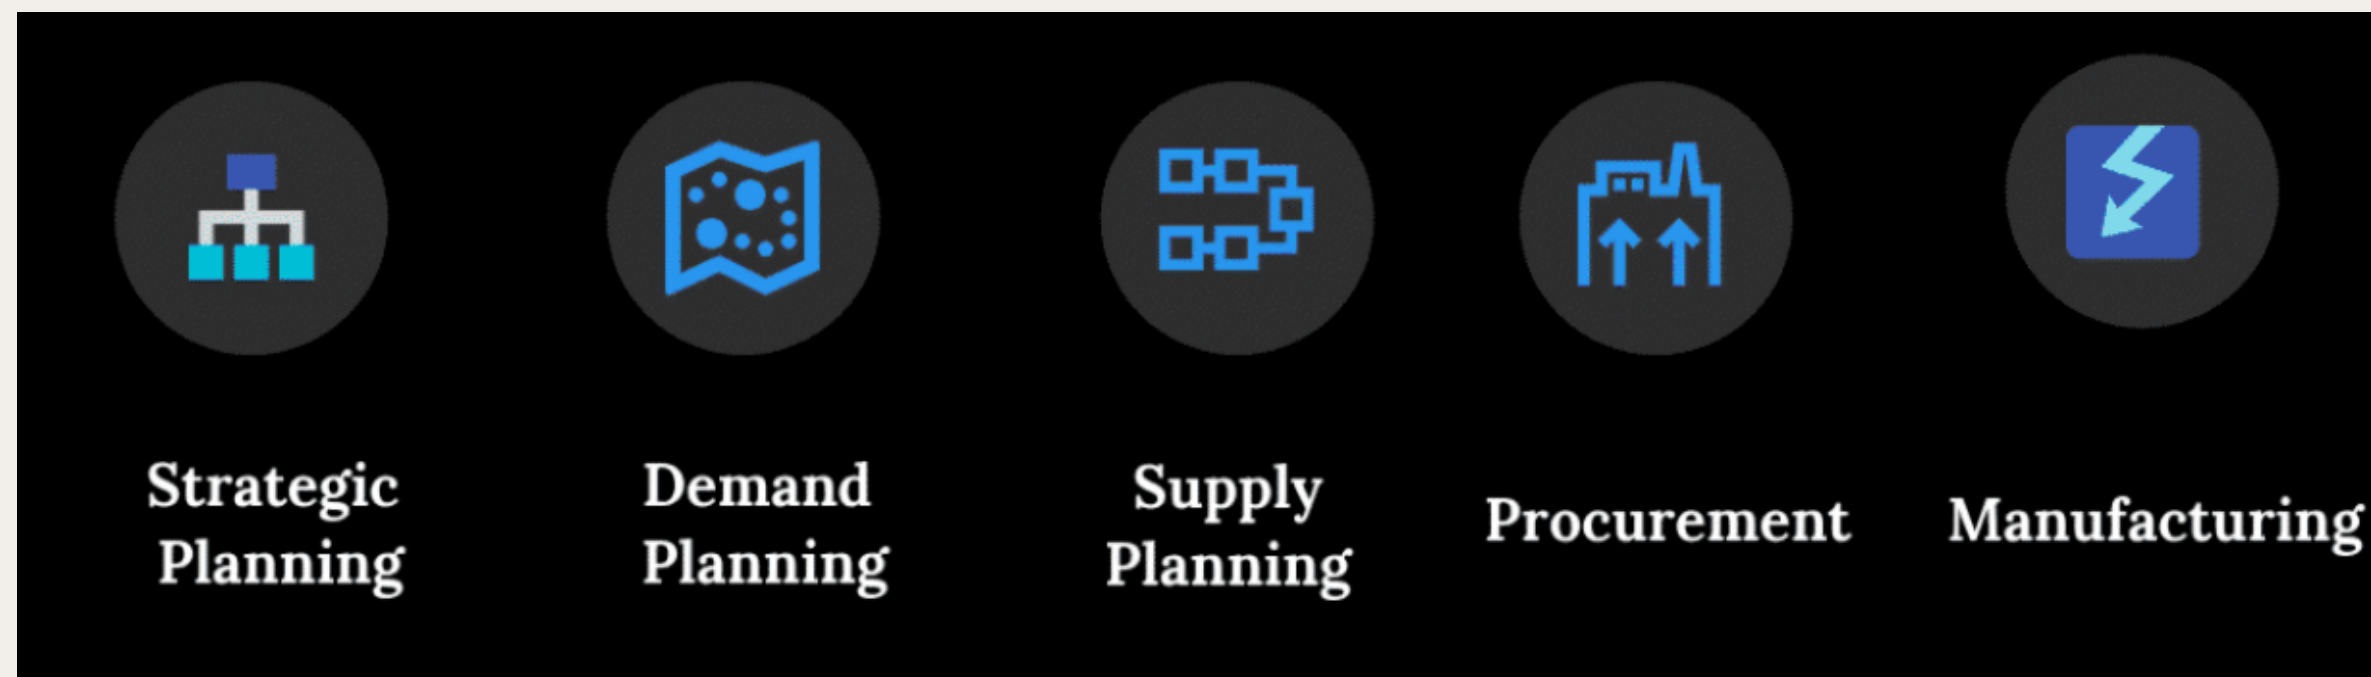 Strategic
Planning
Demand
Planning
Supply
Planning
Procurement
Manufacturing